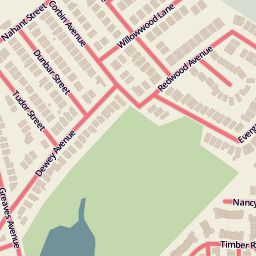 Nahant Street
Corbin Avenue
Willowwood Lane
Redwood Avenue
Dunbar Street
Tudor Street
Dewey Avenue
Greaves Avenue
Nancy
Timber R